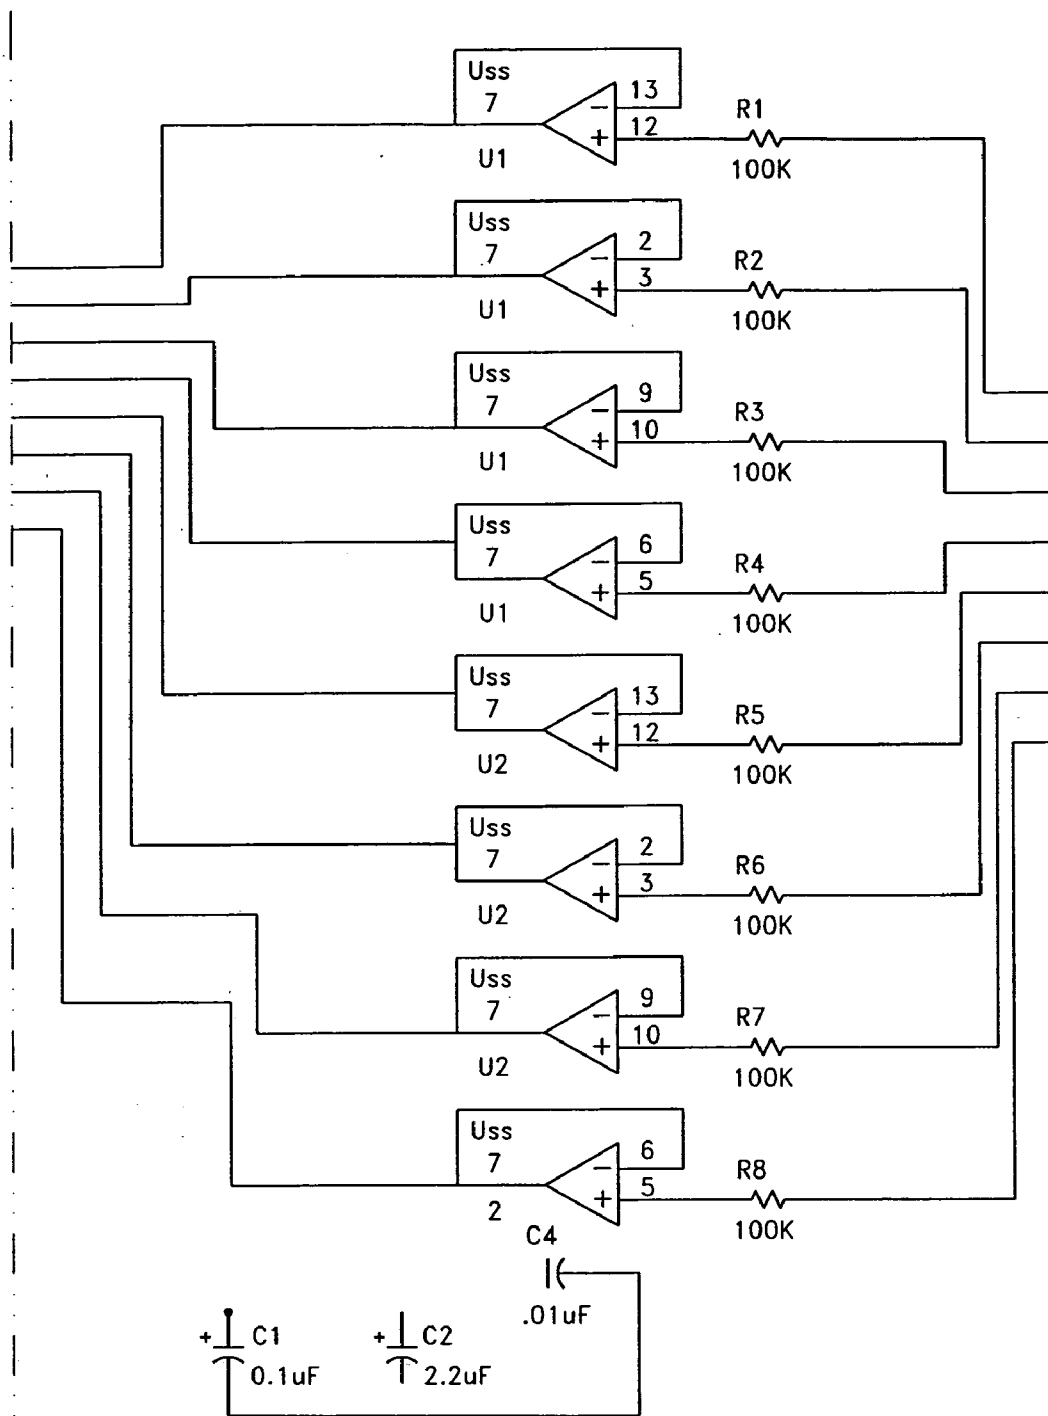 Uss
7
13
12
−
+
U1
R1
100K
Uss
7
2
3
−
+
U1
R2
100K
Uss
7
9
10
−
+
U1
R3
100K
Uss
7
6
5
−
+
U1
R4
100K
Uss
7
13
12
−
+
U2
R5
100K
Uss
7
2
3
−
+
U2
R6
100K
Uss
7
9
10
−
+
U2
R7
100K
Uss
7
6
5
−
+
2
R8
100K
C4
.01uF
+
C1
0.1uF
+
C2
2.2uF